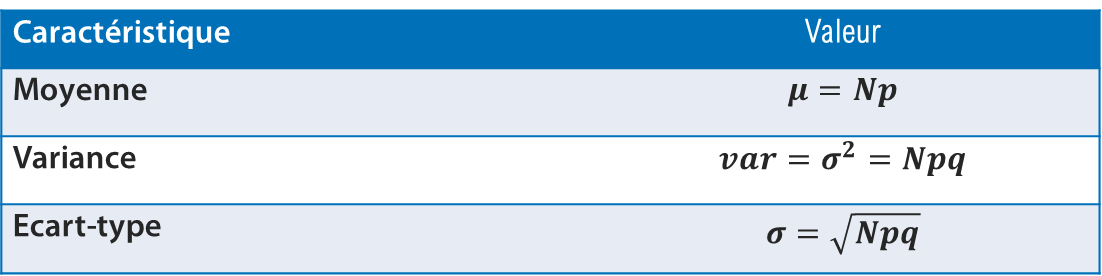 Caractéristique Valeur
Moyenne μ = Np
Variance var = σ² = Npq
Ecart-type σ = √Npq